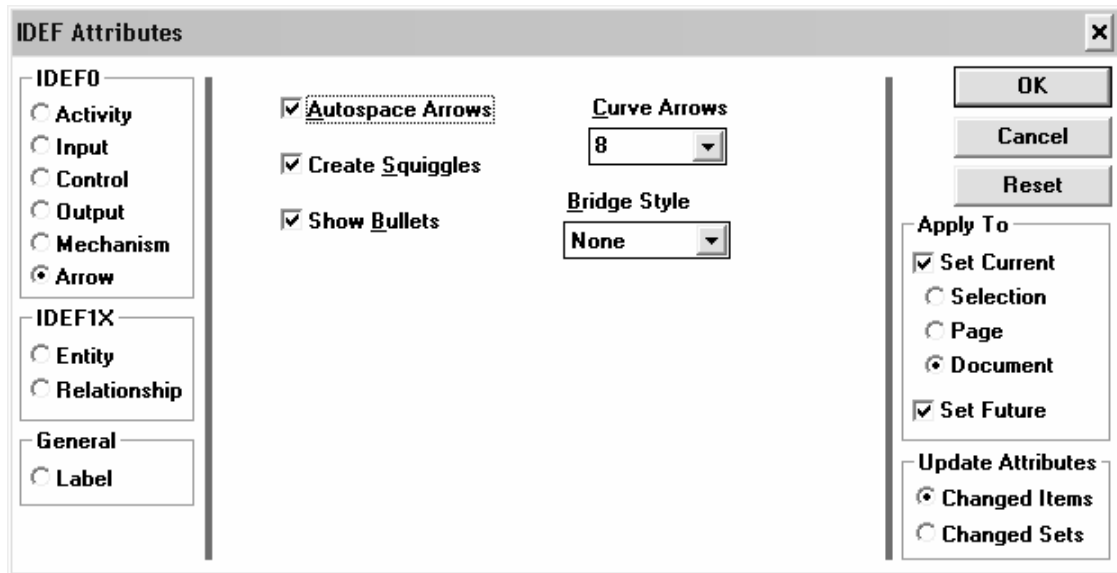 IDEF Attributes
IDEF0
Activity
Input
Control
Output
Mechanism
Arrow
IDEF1X
Entity
Relationship
General
Label
Autospace Arrows
Create Squiggles
Show Bullets
Curve Arrows
8
Bridge Style
None
OK
Cancel
Reset
Apply To
Set Current
Selection
Page
Document
Set Future
Update Attributes
Changed Items
Changed Sets